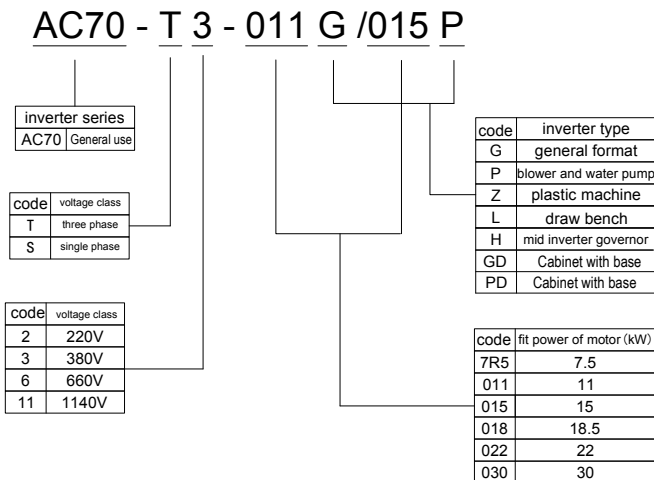 AC70 - T 3 - 011 G /015 P
inverter series
AC70 General use
code voltage class
T three phase
S single phase
code voltage class
2 220V
3 380V
6 660V
11 1140V
code inverter type
G general format
P blower and water pump
Z plastic machine
L draw bench
H mid inverter governor
GD Cabinet with base
PD Cabinet with base
code fit power of motor(kW)
7R5 7.5
011 11
015 15
018 18.5
022 22
030 30